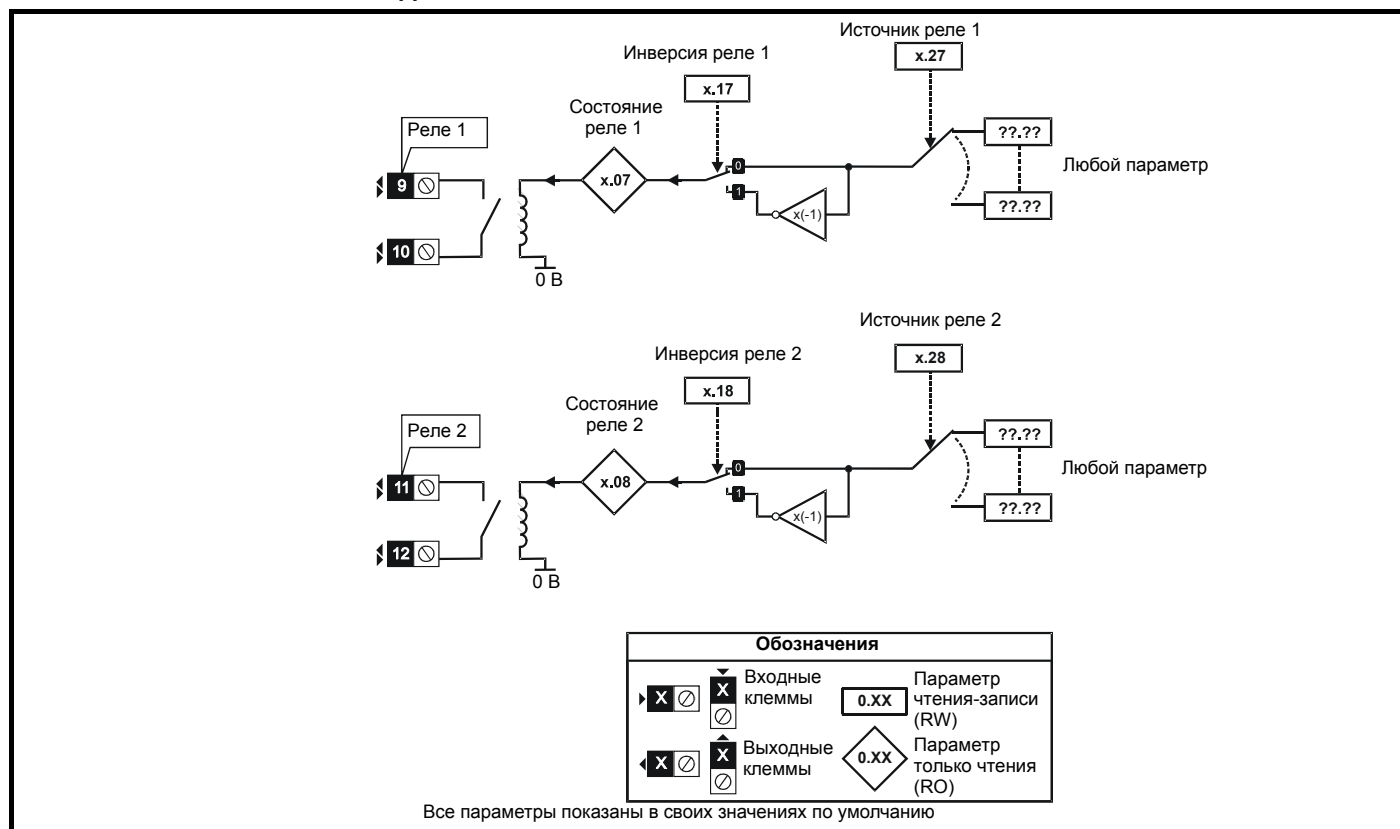 Источник реле 1
x.27
Инверсия реле 1
x.17
Состояние
реле 1
Реле 1
??.??
0
x.07
Любой параметр
9
1
x(-1)
??.??
10
0 В
Источник реле 2
x.28
Инверсия реле 2
x.18
Состояние
реле 2
Реле 2
??.??
0
x.08
Любой параметр
11
1
x(-1)
??.??
12
0 В
Обозначения
X
X
Входные
клеммы
0.XX
Параметр
чтения-записи
(RW)
X
X
Выходные
клеммы
0.XX
Параметр
только чтения
(RO)
Все параметры показаны в своих значениях по умолчанию